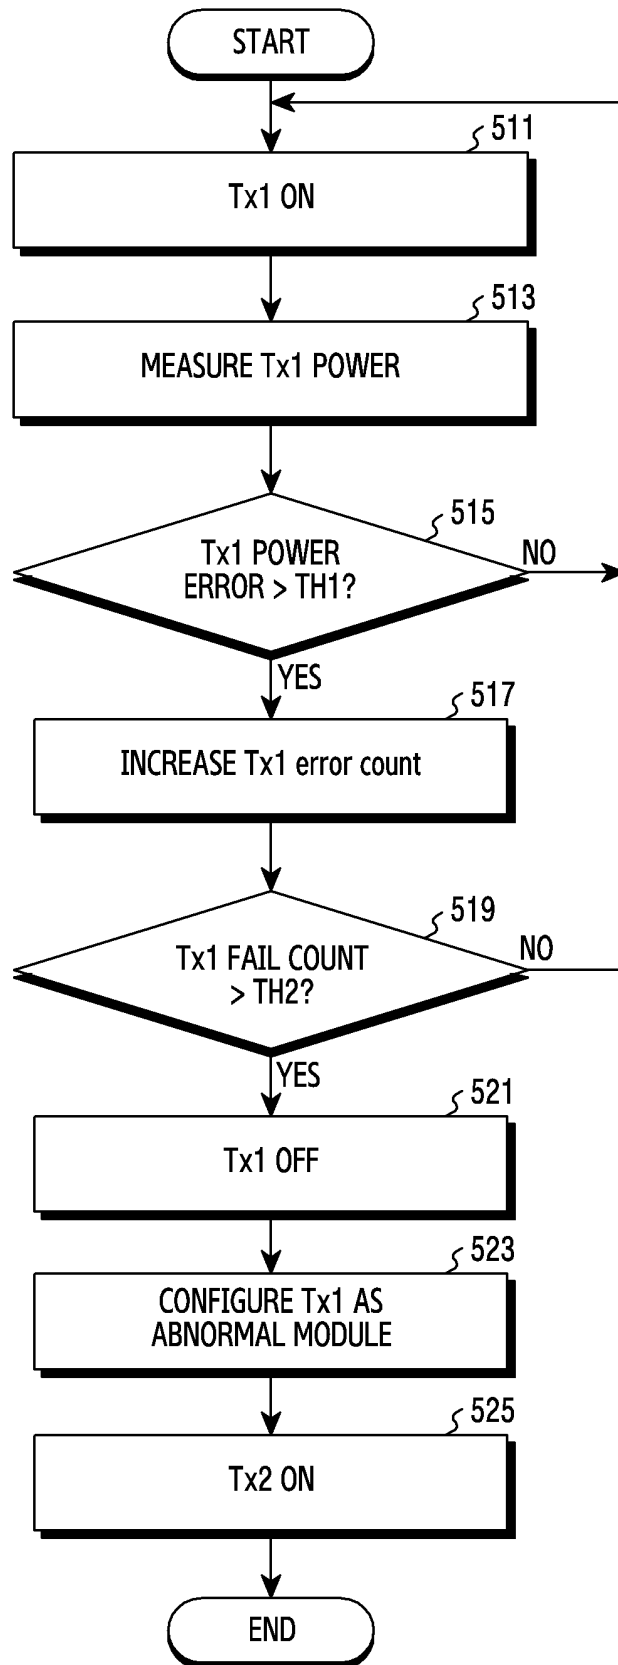 START
511
Tx1 ON
513
MEASURE Tx1 POWER
515
Tx1 POWER
ERROR > TH1?
NO
YES
517
INCREASE Tx1 error count
519
Tx1 FAIL COUNT
> TH2?
NO
YES
521
Tx1 OFF
523
CONFIGURE Tx1 AS
ABNORMAL MODULE
525
Tx2 ON
END